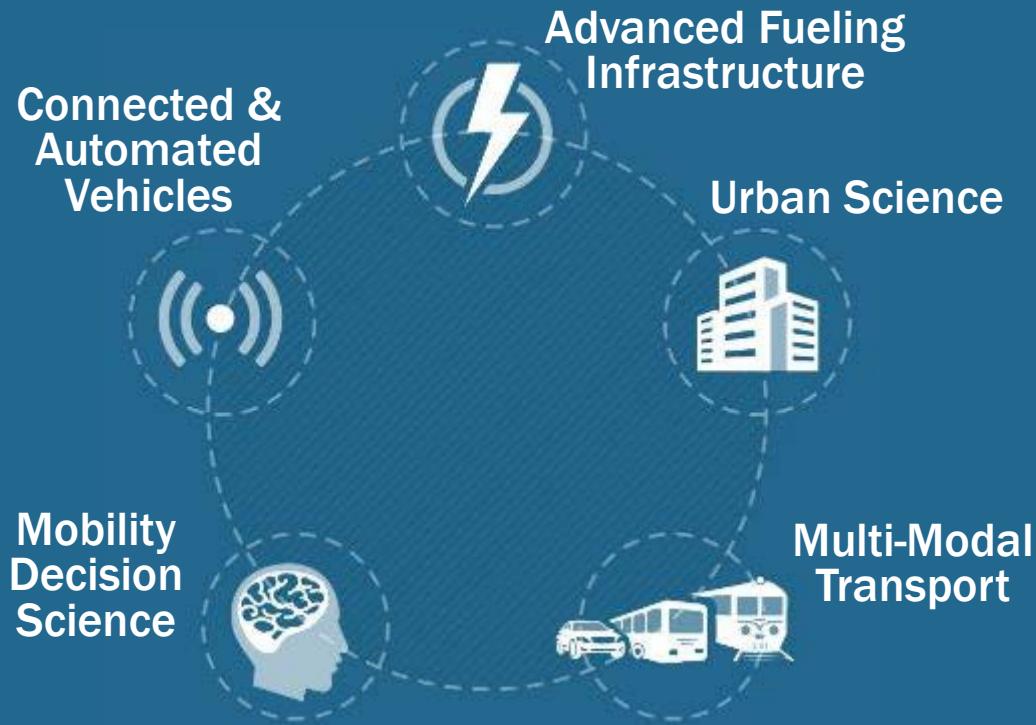 Advanced Fueling
Infrastructure
Connected &
Automated
Vehicles
Urban Science
Mobility
Decision
Science
Multi-Modal
Transport